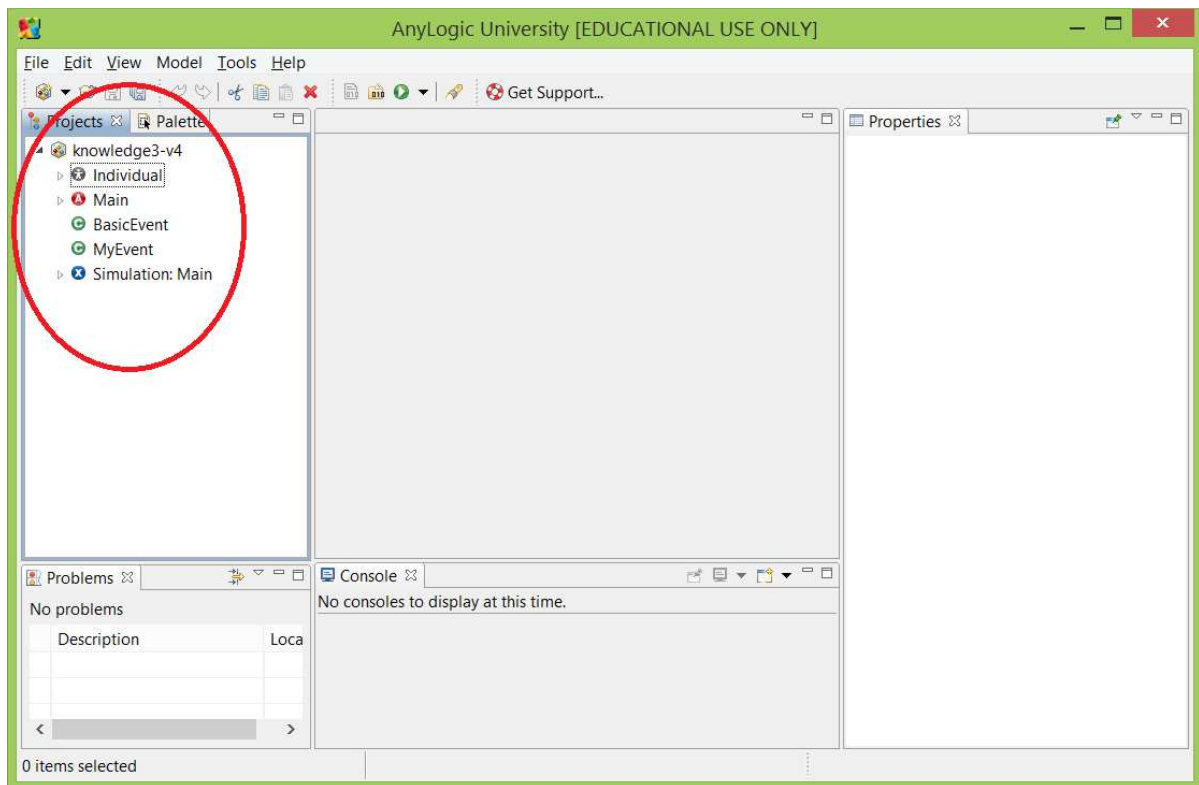 AnyLogic University [EDUCATIONAL USE ONLY]
File Edit View Model Tools Help
Get Support...
Projects Palette
Properties
knowledge3-v4
Individual
Main
BasicEvent
MyEvent
Simulation: Main
Problems
Console
No problems
No consoles to display at this time.
Description Loca
0 items selected